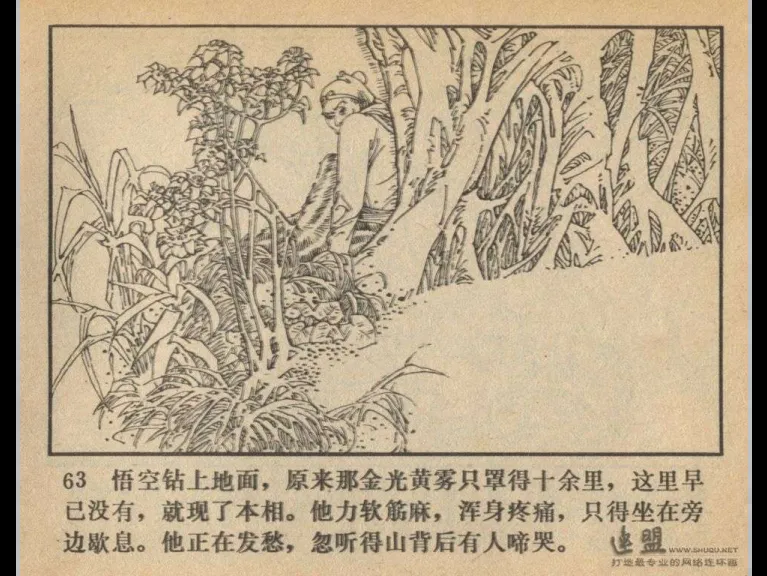 63 悟空钻上地面，原来那金光黄雾只罩得十余里，这里早
已没有，就现了本相。他力软筋麻，浑身疼痛，只得坐在旁
边歇息。他正在发愁，忽听得山背后有人啼哭。
连盟 WWW.SHUQU.NET
打造最专业的网络连环画